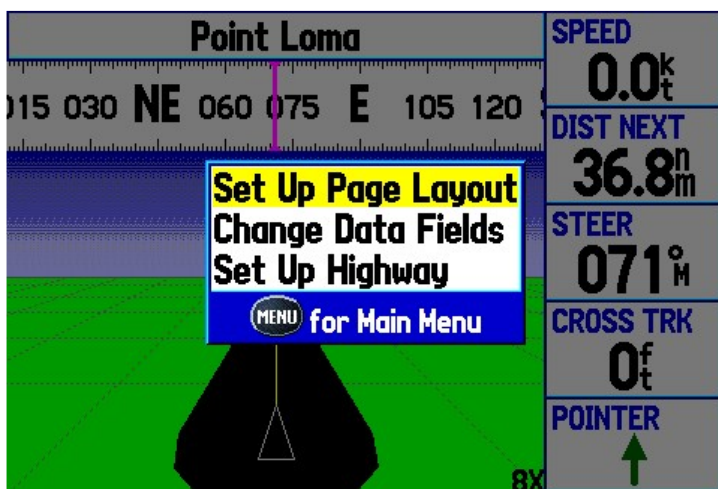 Point Loma
015 030 NE 060 075 E 105 120
Set Up Page Layout
Change Data Fields
Set Up Highway
MENU for Main Menu
8X
SPEED
0.0kt
DIST NEXT
36.8nm
STEER
071°M
CROSS TRK
0ft
POINTER